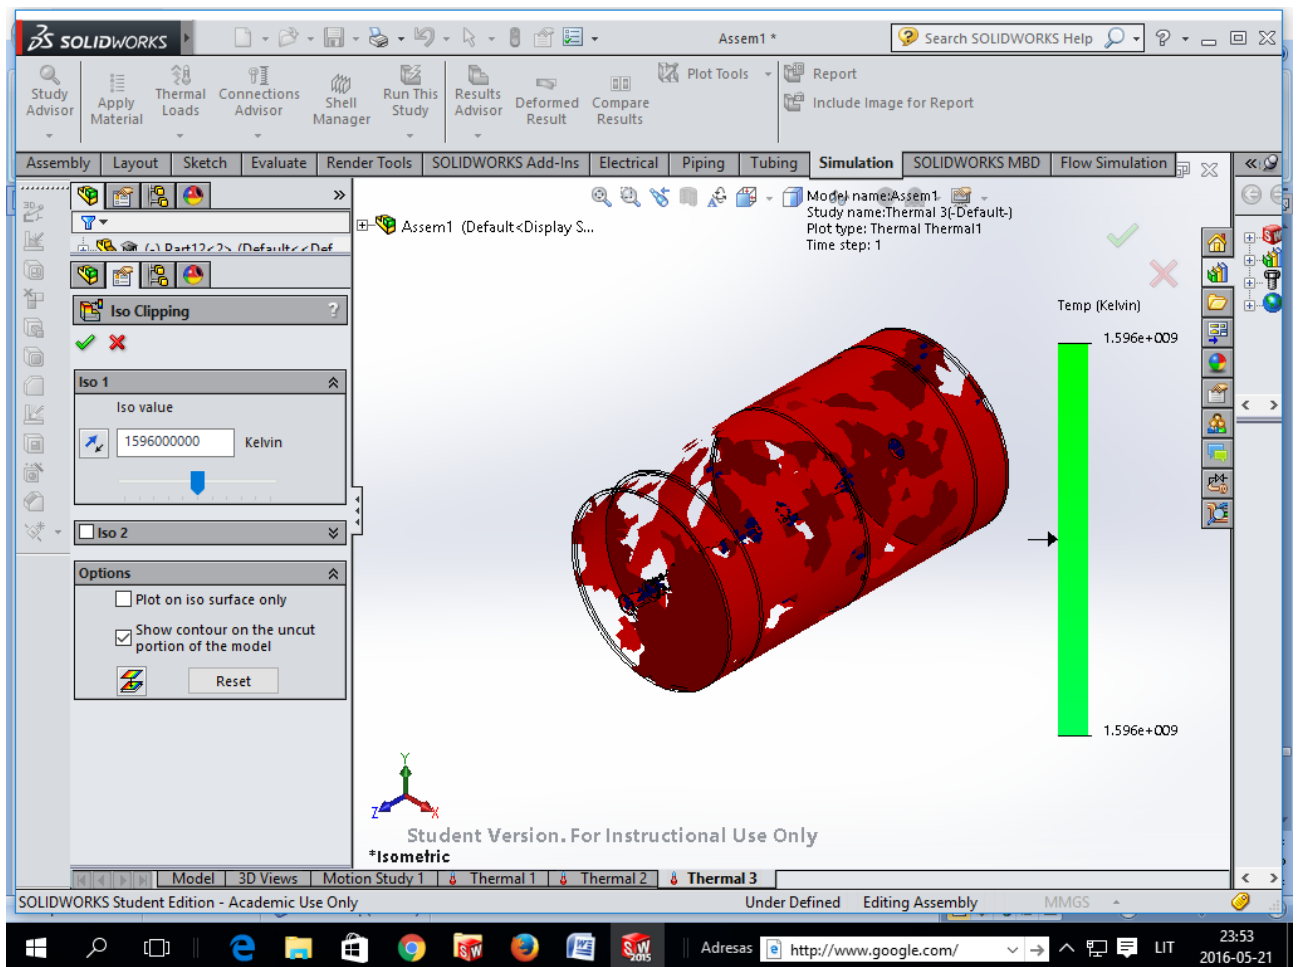 SOLIDWORKS
Assem1 *
Search SOLIDWORKS Help
Study Advisor
Apply Material
Thermal Loads
Connections Advisor
Shell Manager
Run This Study
Results Advisor
Deformed Result
Compare Results
Plot Tools
Report
Include Image for Report
Assembly Layout Sketch Evaluate Render Tools SOLIDWORKS Add-Ins Electrical Piping Tubing Simulation SOLIDWORKS MBD Flow Simulation
(-) Part12<2> (Default<<Def
Assem1 (Default<Display S...
Model name:Assem1
Study name:Thermal 3(-Default-)
Plot type: Thermal Thermal1
Time step: 1
Iso Clipping ?
Iso 1
Iso value
1596000000 Kelvin
Iso 2
Options
Plot on iso surface only
Show contour on the uncut
portion of the model
Reset
Temp (Kelvin)
1.596e+009
1.596e+009
Y
Z
X
Student Version. For Instructional Use Only
*Isometric
Model 3D Views Motion Study 1 Thermal 1 Thermal 2 Thermal 3
SOLIDWORKS Student Edition - Academic Use Only Under Defined Editing Assembly MMGS
Adresas http://www.google.com/ LIT
23:53
2016-05-21